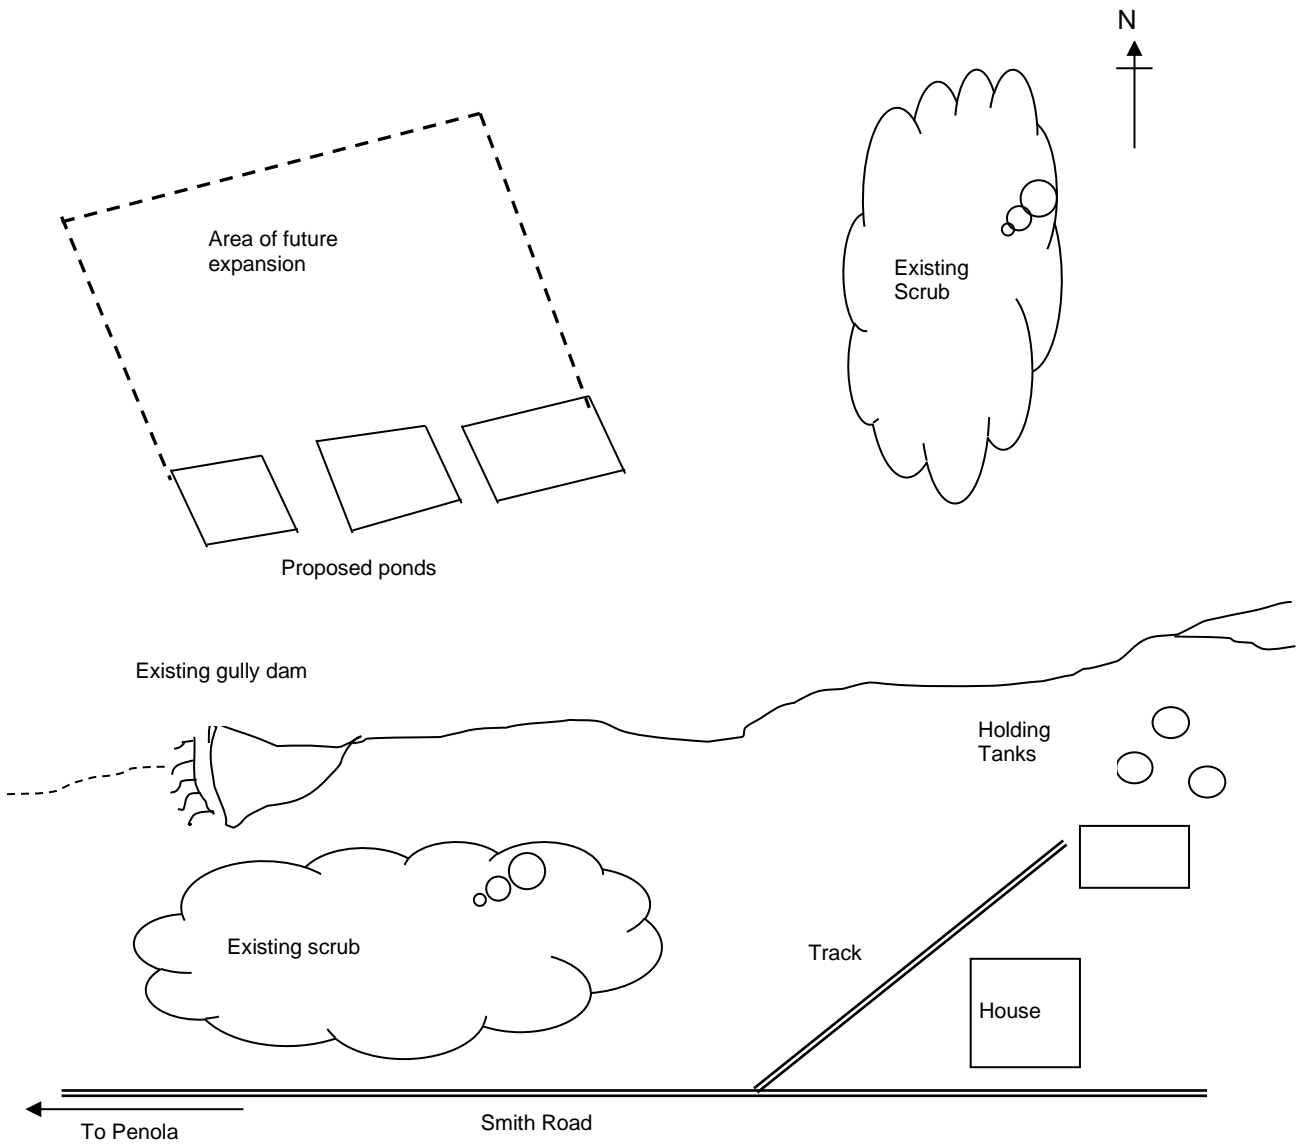 N
Area of future
expansion
Existing
Scrub
Proposed ponds
Existing gully dam
Holding
Tanks
Existing scrub
Track
House
Smith Road
To Penola